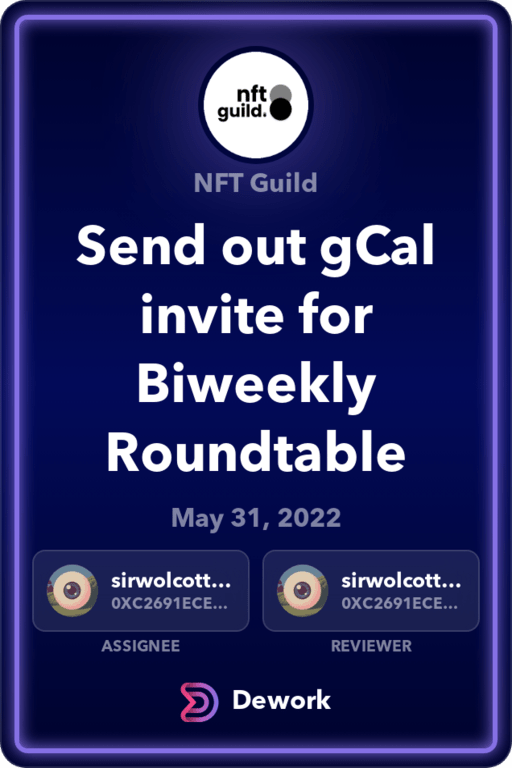 nft
guild.
NFT Guild
Send out gCal
invite for
Biweekly
Roundtable
May 31, 2022
sirwolcott...
0XC2691ECE...
sirwolcott...
0XC2691ECE...
ASSIGNEE
REVIEWER
Dework